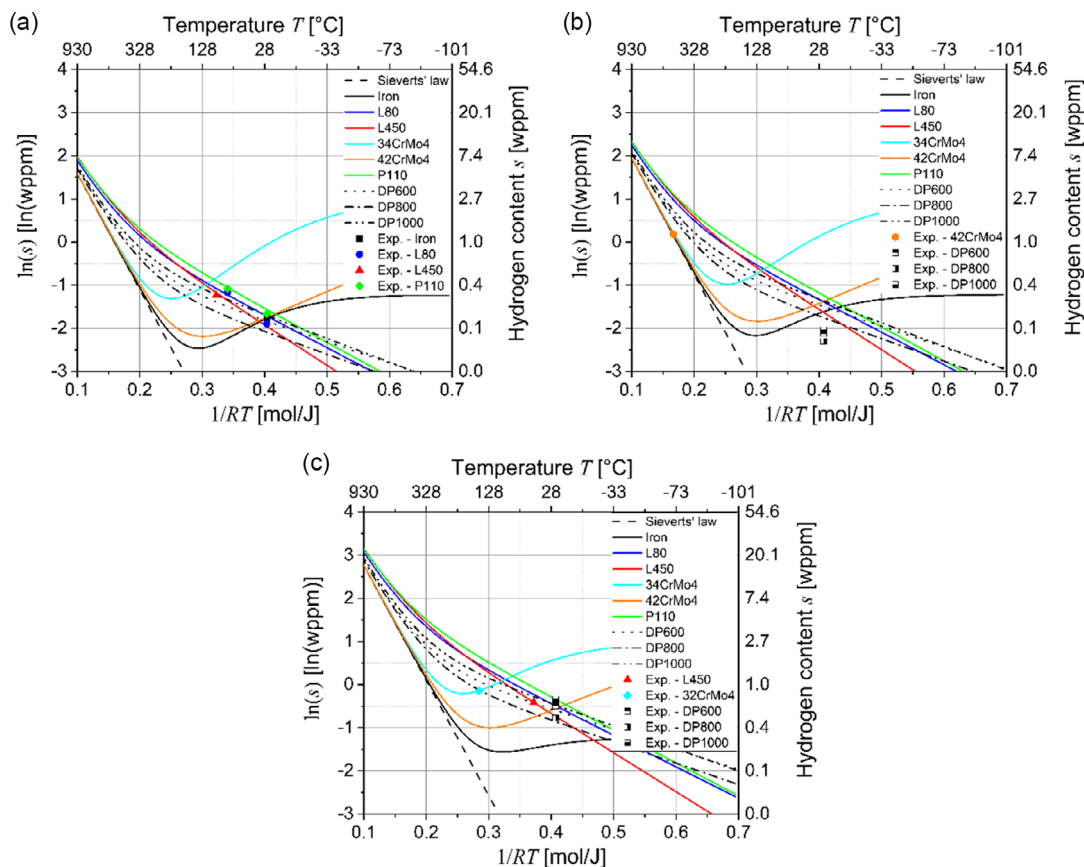 (a)
Temperature T [°C]
930 328 128 28 -33 -73 -101
4
3
2
1
0
-1
-2
-3
ln(s) [ln(wppm)]
54.6
20.1
7.4
2.7
1.0
0.4
0.1
0.0
Hydrogen content s [wppm]
Sieverts' law
Iron
L80
L450
34CrMo4
42CrMo4
P110
DP600
DP800
DP1000
Exp. - Iron
Exp. - L80
Exp. - L450
Exp. - P110
0.1 0.2 0.3 0.4 0.5 0.6 0.7
1/RT [mol/J]
(b)
Temperature T [°C]
930 328 128 28 -33 -73 -101
4
3
2
1
0
-1
-2
-3
ln(s) [ln(wppm)]
54.6
20.1
7.4
2.7
1.0
0.4
0.1
0.0
Hydrogen content s [wppm]
Sieverts' law
Iron
L80
L450
34CrMo4
42CrMo4
P110
DP600
DP800
DP1000
Exp. - 42CrMo4
Exp. - DP600
Exp. - DP800
Exp. - DP1000
0.1 0.2 0.3 0.4 0.5 0.6 0.7
1/RT [mol/J]
(c)
Temperature T [°C]
930 328 128 28 -33 -73 -101
4
3
2
1
0
-1
-2
-3
ln(s) [ln(wppm)]
54.6
20.1
7.4
2.7
1.0
0.4
0.1
0.0
Hydrogen content s [wppm]
Sieverts' law
Iron
L80
L450
34CrMo4
42CrMo4
P110
DP600
DP800
DP1000
Exp. - L450
Exp. - 32CrMo4
Exp. - DP600
Exp. - DP800
Exp. - DP1000
0.1 0.2 0.3 0.4 0.5 0.6 0.7
1/RT [mol/J]